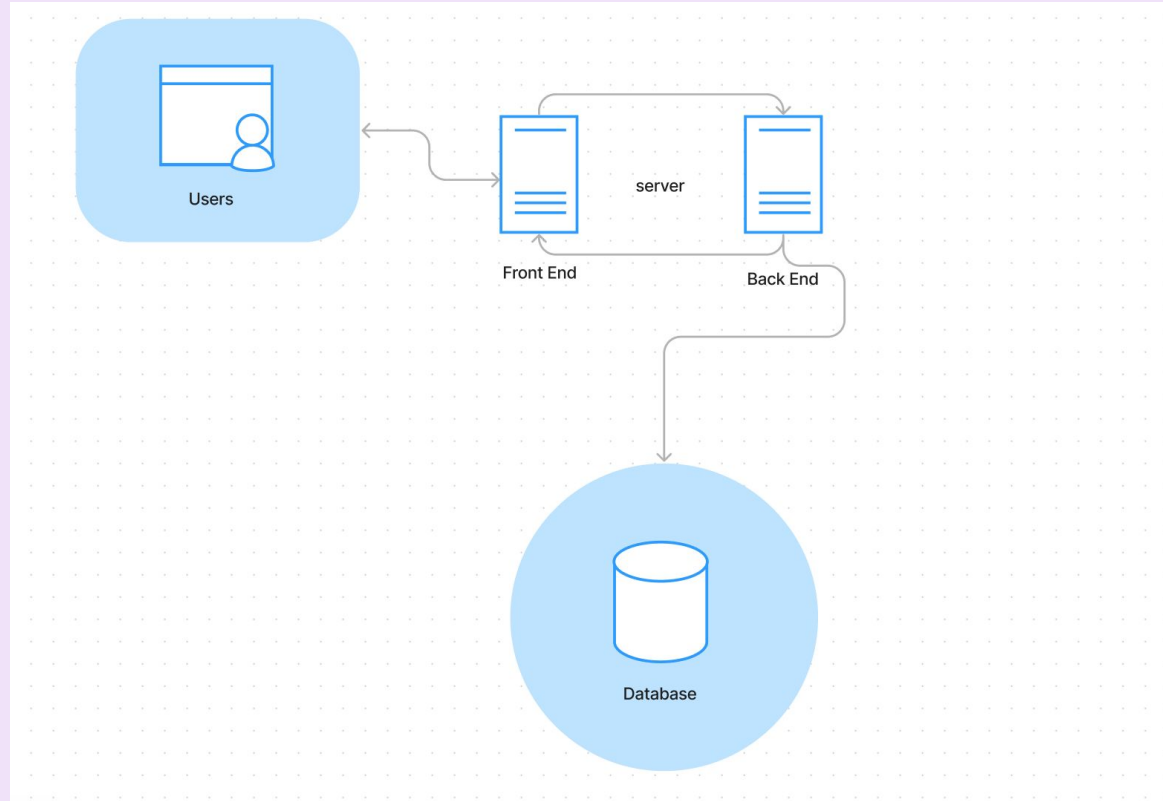 Users
server
Front End
Back End
Database